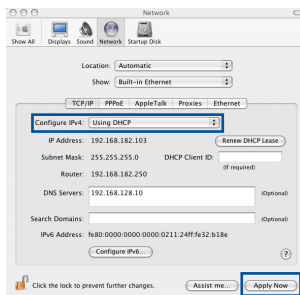 Network
Show All Displays Sound Network Startup Disk
Location: Automatic
Show: Built-in Ethernet
TCP/IP PPPoE AppleTalk Proxies Ethernet
Configure IPv4: Using DHCP
IP Address: 192.168.182.103 Renew DHCP Lease
Subnet Mask: 255.255.255.0 DHCP Client ID:
(If required)
Router: 192.168.182.250
DNS Servers: 192.168.128.10 (Optional)
Search Domains: (Optional)
IPv6 Address: fe80:0000:0000:0000:0211:24ff:fe32:b18e
Configure IPv6... ?
Click the lock to prevent further changes. Assist me... Apply Now